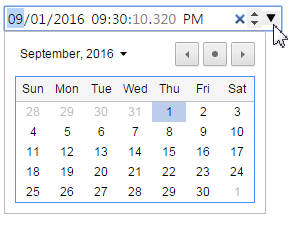 09/01/2016 09:30:10.320 PM
September, 2016
Sun Mon Tue Wed Thu Fri Sat
28 29 30 31 1 2 3
4 5 6 7 8 9 10
11 12 13 14 15 16 17
18 19 20 21 22 23 24
25 26 27 28 29 30 1